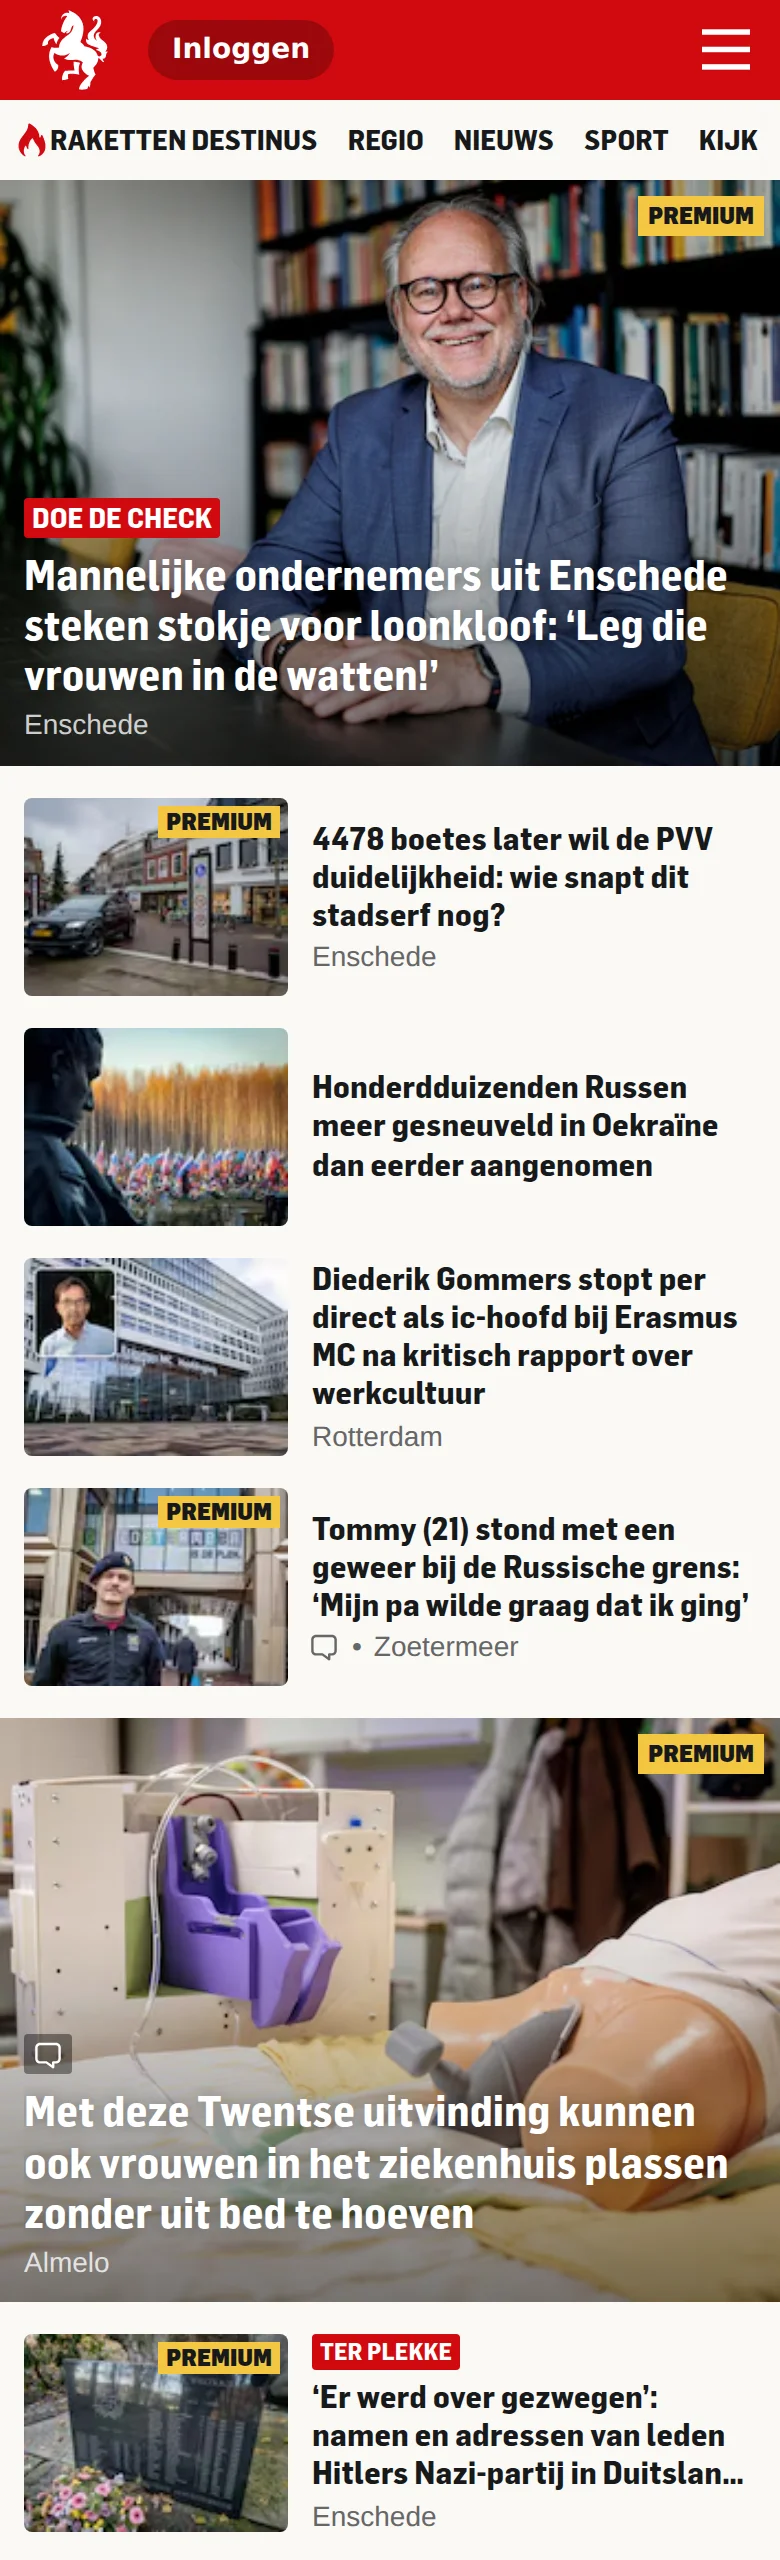 Inloggen
RAKETTEN DESTINUS REGIO NIEUWS SPORT KIJK
PREMIUM
DOE DE CHECK
Mannelijke ondernemers uit Enschede
steken stokje voor loonkloof: ‘Leg die
vrouwen in de watten!’
Enschede
PREMIUM
4478 boetes later wil de PVV
duidelijkheid: wie snapt dit
stadserf nog?
Enschede
Honderdduizenden Russen
meer gesneuveld in Oekraïne
dan eerder aangenomen
Diederik Gommers stopt per
direct als ic-hoofd bij Erasmus
MC na kritisch rapport over
werkcultuur
Rotterdam
PREMIUM
Tommy (21) stond met een
geweer bij de Russische grens:
‘Mijn pa wilde graag dat ik ging’
• Zoetermeer
PREMIUM
Met deze Twentse uitvinding kunnen
ook vrouwen in het ziekenhuis plassen
zonder uit bed te hoeven
Almelo
PREMIUM
TER PLEKKE
‘Er werd over gezwegen’:
namen en adressen van leden
Hitlers Nazi-partij in Duitslan...
Enschede